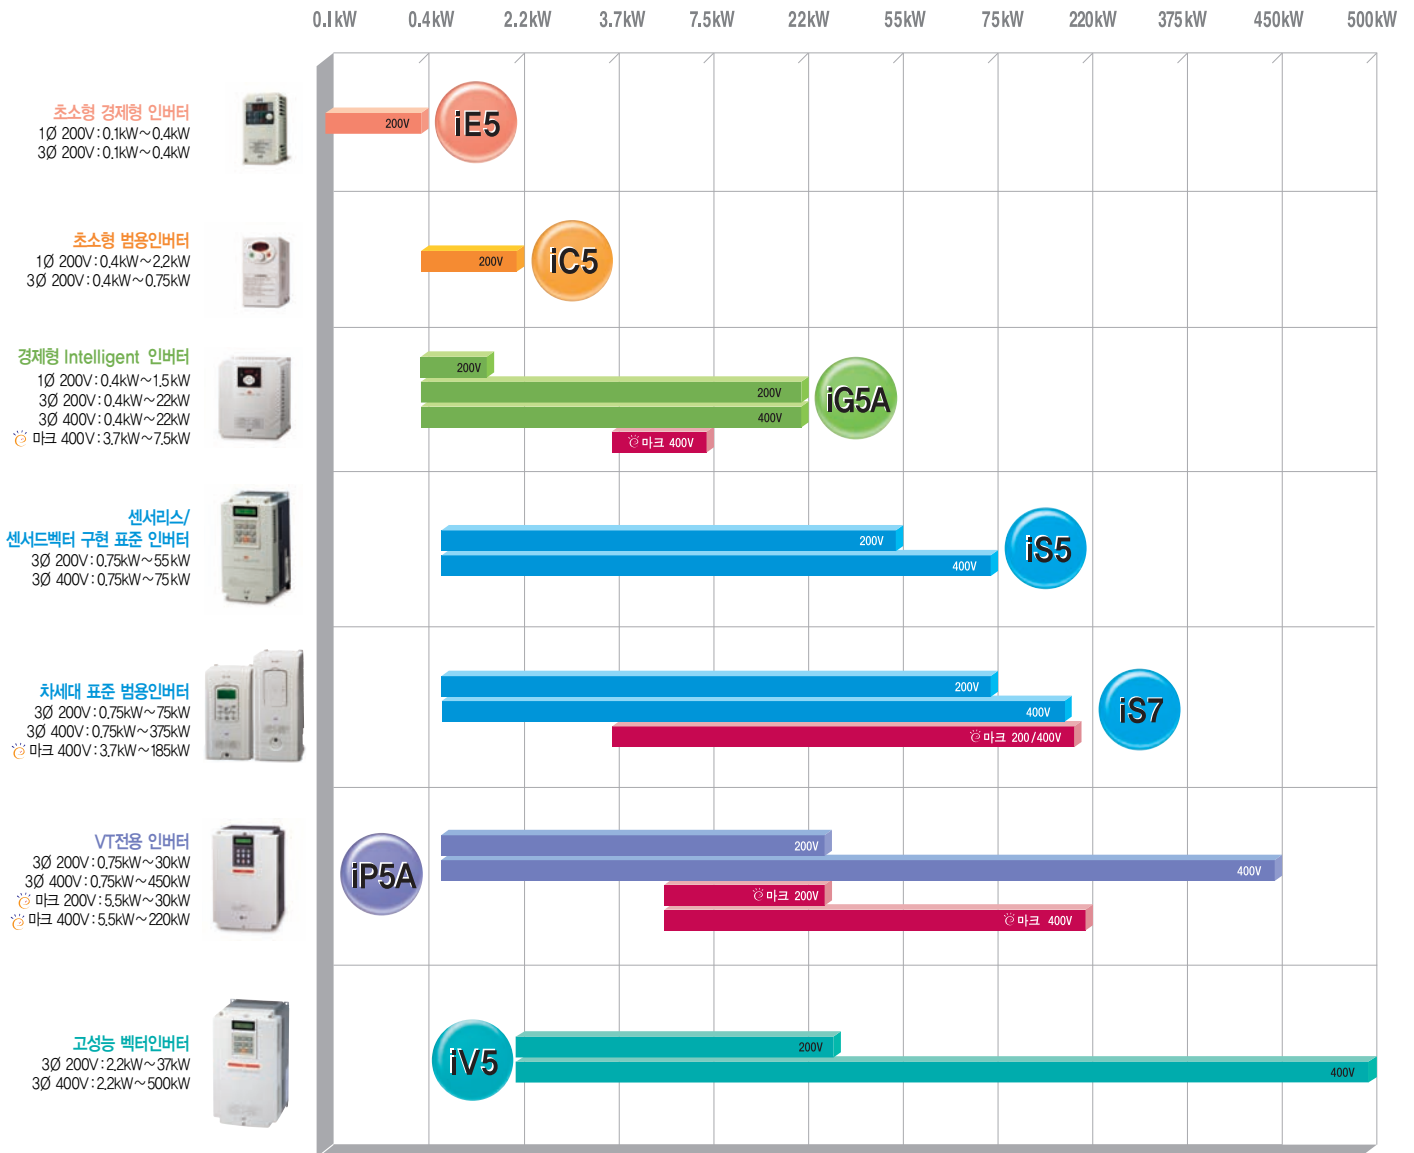 0.1kW 0.4kW 2.2kW 3.7kW 7.5kW 22kW 55kW 75kW 220kW 375kW 450kW 500kW
초소형 경제형 인버터
1Ø 200V : 0.1kW~0.4kW
3Ø 200V : 0.1kW~0.4kW
200V
iE5
초소형 범용인버터
1Ø 200V : 0.4kW~2.2kW
3Ø 200V : 0.4kW~0.75kW
200V
iC5
경제형 Intelligent 인버터
1Ø 200V : 0.4kW~1.5kW
3Ø 200V : 0.4kW~22kW
3Ø 400V : 0.4kW~22kW
마크 400V : 3.7kW~7.5kW
200V
200V
400V
마크 400V
iG5A
센서리스/
센서드벡터 구현 표준 인버터
3Ø 200V : 0.75kW~55kW
3Ø 400V : 0.75kW~75kW
200V
400V
iS5
차세대 표준 범용인버터
3Ø 200V : 0.75kW~75kW
3Ø 400V : 0.75kW~375kW
마크 400V : 3.7kW~185kW
200V
400V
마크 200/400V
iS7
VT전용 인버터
3Ø 200V : 0.75kW~30kW
3Ø 400V : 0.75kW~450kW
마크 200V : 5.5kW~30kW
마크 400V : 5.5kW~220kW
iP5A
200V
400V
마크 200V
마크 400V
고성능 벡터인버터
3Ø 200V : 2.2kW~37kW
3Ø 400V : 2.2kW~500kW
iV5
200V
400V